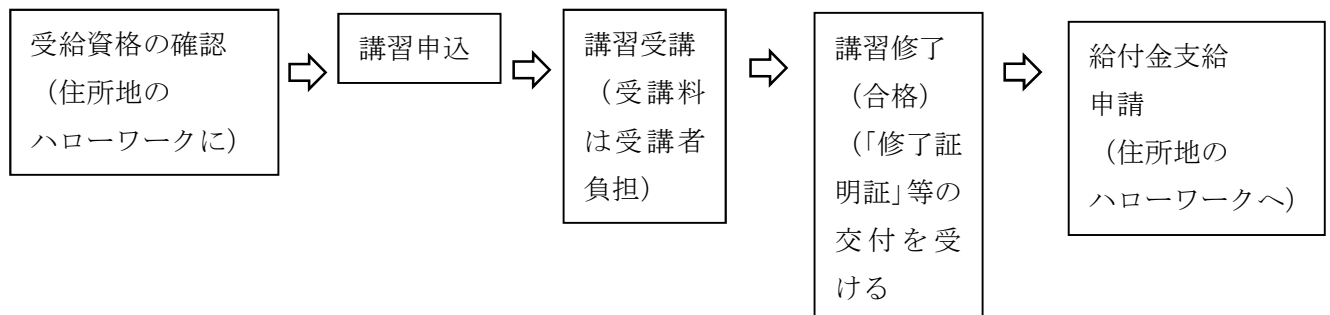 受給資格の確認
（住所地の
ハローワークに）
講習申込
講習受講
（受講料
は受講者
負担）
講習修了
（合格）
（「修了証
明証」等の
交付を受
ける
給付金支給
申請
（住所地の
ハローワークへ）